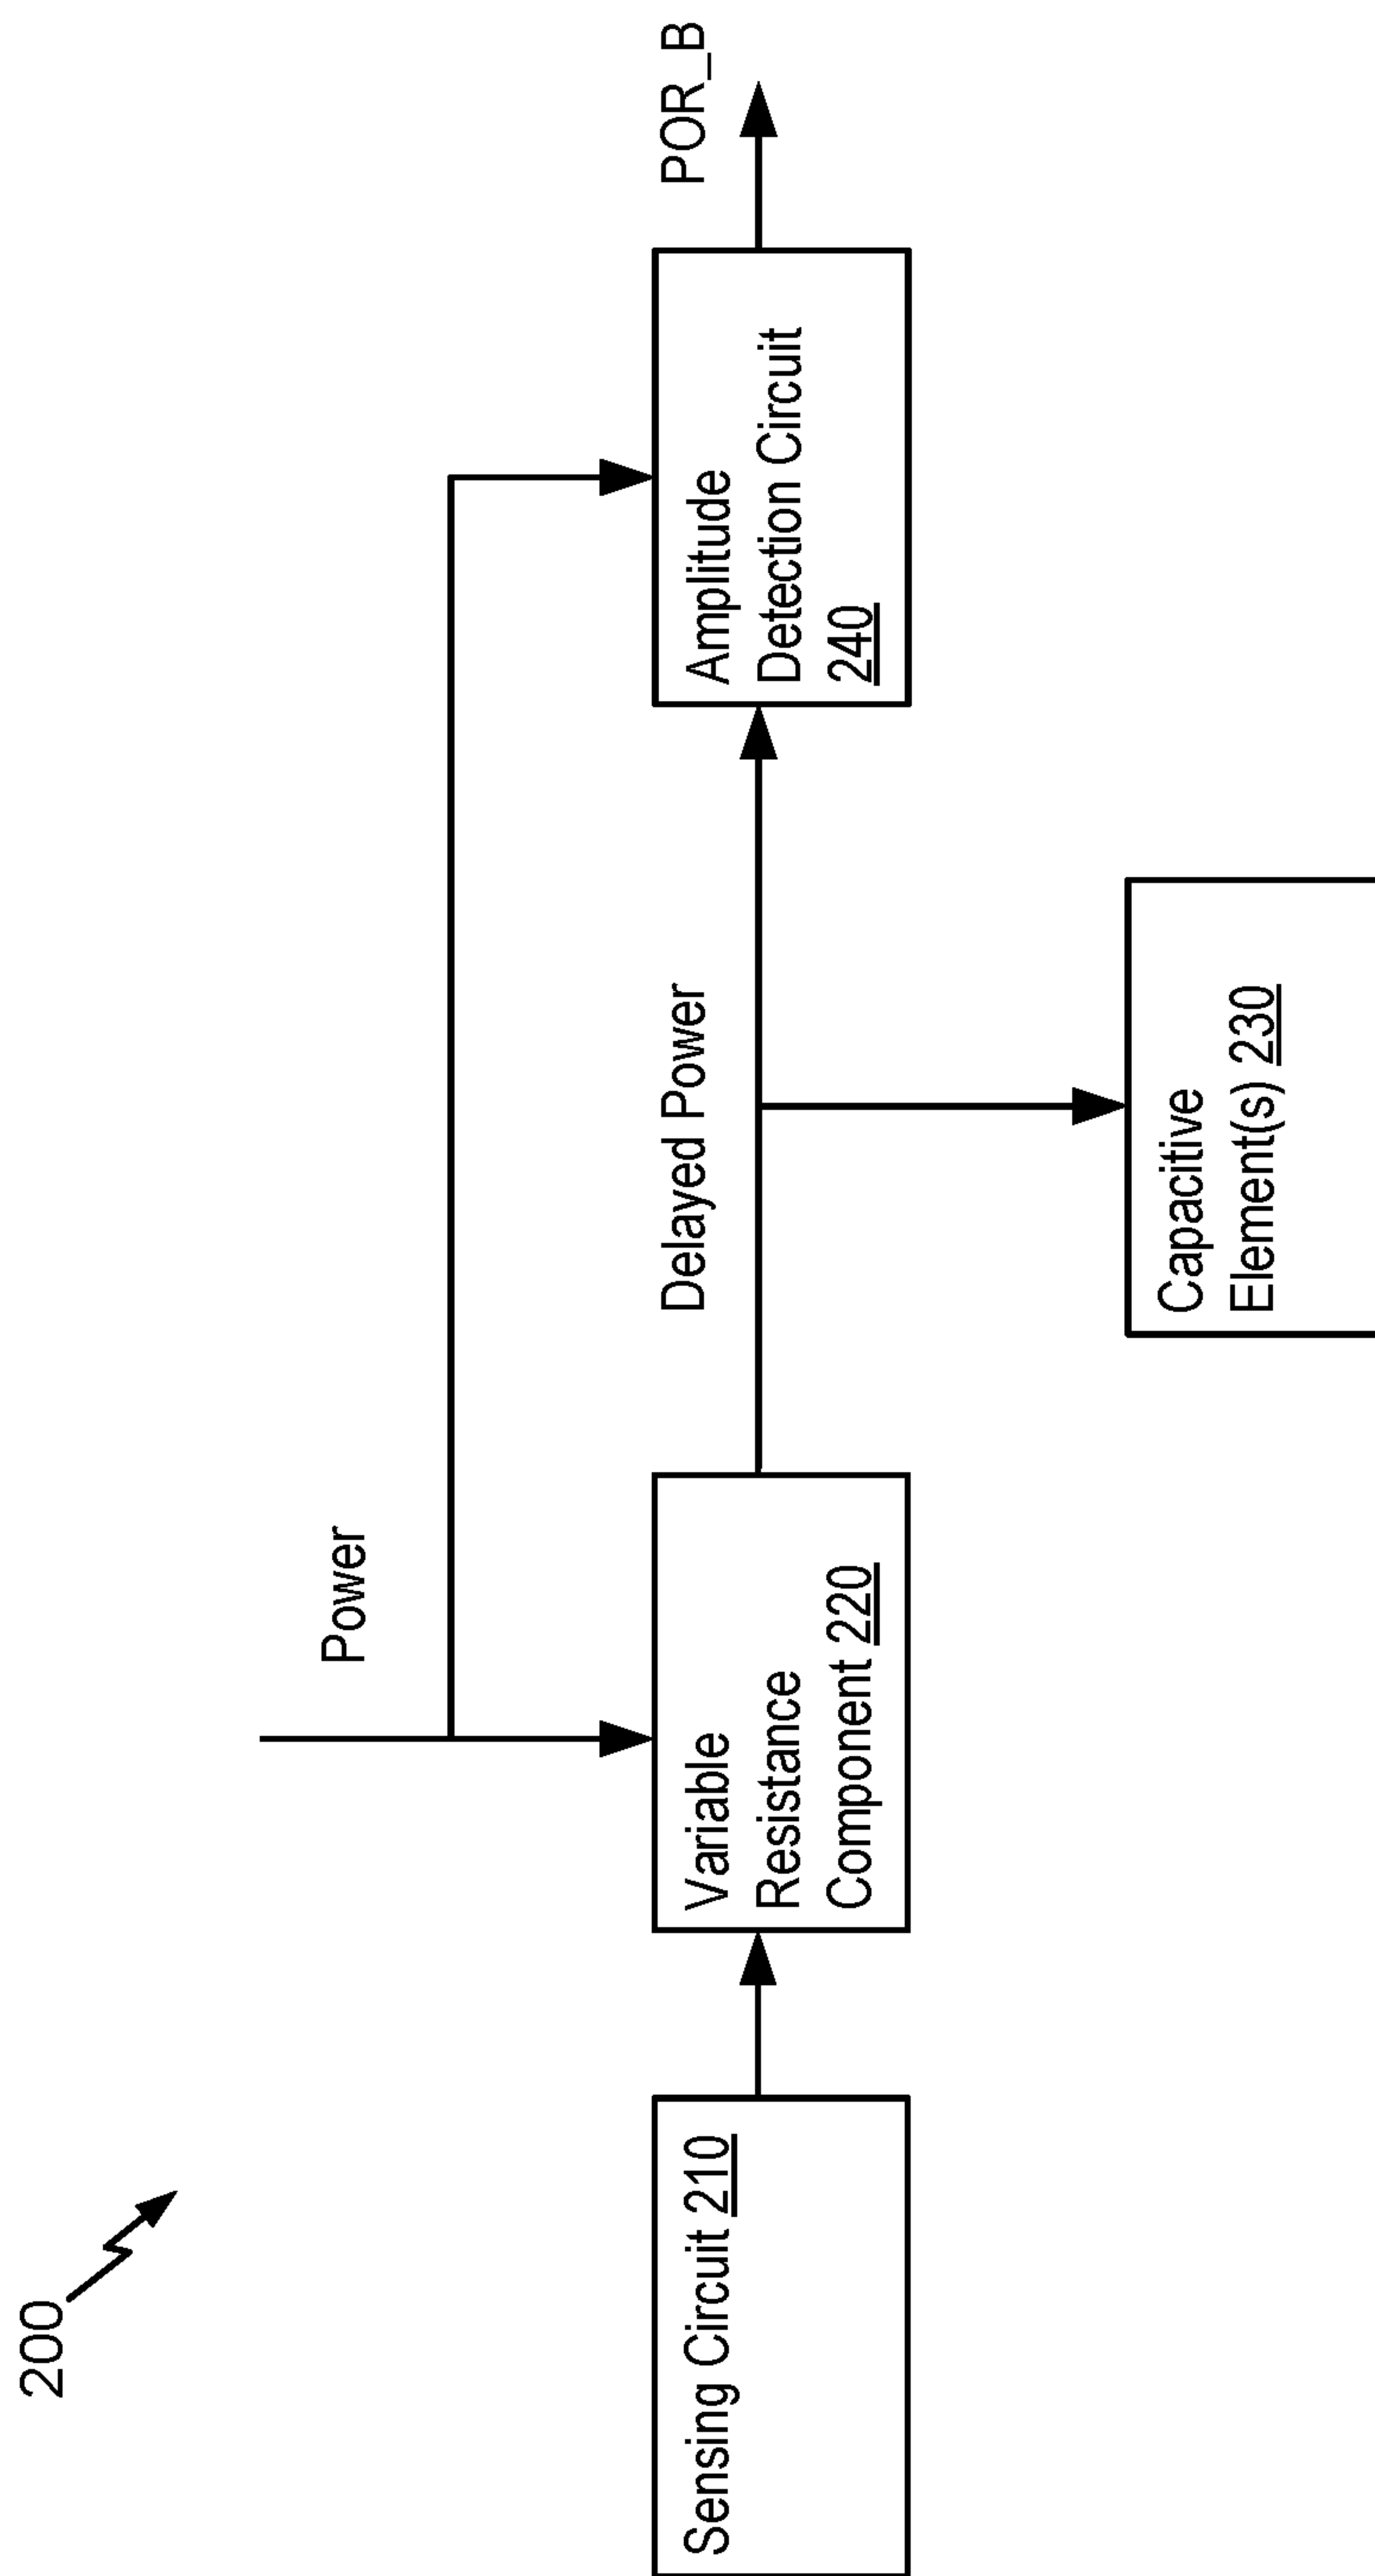 200
Power
Sensing Circuit 210
Variable
Resistance
Component 220
Delayed Power
Amplitude
Detection Circuit
240
POR_B
Capacitive
Element(s) 230